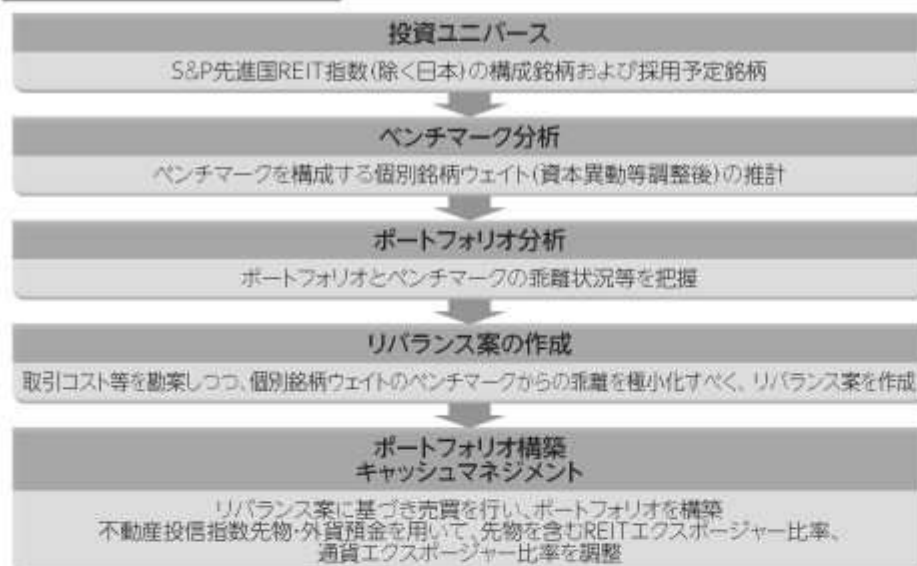 投資ユニバース
S&P先進国REIT指数(除く日本)の構成銘柄および採用予定銘柄
ベンチマーク分析
ベンチマークを構成する個別銘柄ウェイト(資本異動等調整後)の推計
ポートフォリオ分析
ポートフォリオとベンチマークの乖離状況等を把握
リバランス案の作成
取引コスト等を勘案しつつ、個別銘柄ウェイトのベンチマークからの乖離を極小化すべく、リバランス案を作成
ポートフォリオ構築
キャッシュマネジメント
リバランス案に基づき売買を行い、ポートフォリオを構築
不動産投信指数先物・外貨預金を用いて、先物を含むREITエクスポージャー比率、
通貨エクスポージャー比率を調整